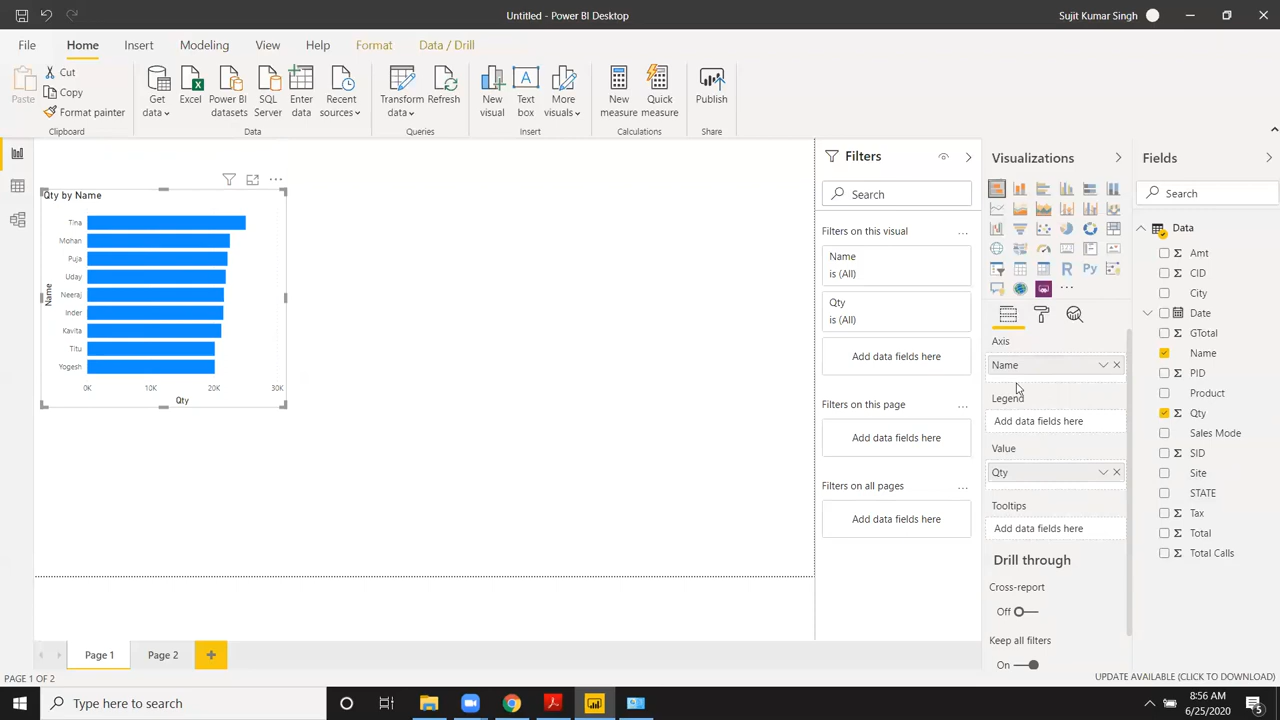 Untitled - Power BI Desktop
Sujit Kumar Singh
File Home Insert Modeling View Help Format Data / Drill
Paste
Cut
Copy
Format painter
Clipboard
Get data
Excel
Power BI datasets
SQL Server
Enter data
Recent sources
Data
Transform data
Refresh
Queries
New visual
Text box
More visuals
Insert
New measure
Quick measure
Calculations
Publish
Share
Qty by Name
Name
Tina
Mohan
Puja
Uday
Neeraj
Inder
Kavita
Titu
Yogesh
0K 10K 20K 30K
Qty
Filters
Search
Filters on this visual
...
Name
is (All)
Qty
is (All)
Add data fields here
Filters on this page
...
Add data fields here
Filters on all pages
...
Add data fields here
Visualizations
R
Py
...
Axis
Name
Legend
Add data fields here
Value
Qty
Tooltips
Add data fields here
Drill through
Cross-report
Off
Keep all filters
On
Fields
Search
Data
Amt
CID
City
Date
GTotal
Name
PID
Product
Qty
Sales Mode
SID
Site
STATE
Tax
Total
Total Calls
Page 1
Page 2
PAGE 1 OF 2
UPDATE AVAILABLE (CLICK TO DOWNLOAD)
Type here to search
8:56 AM
6/25/2020
5